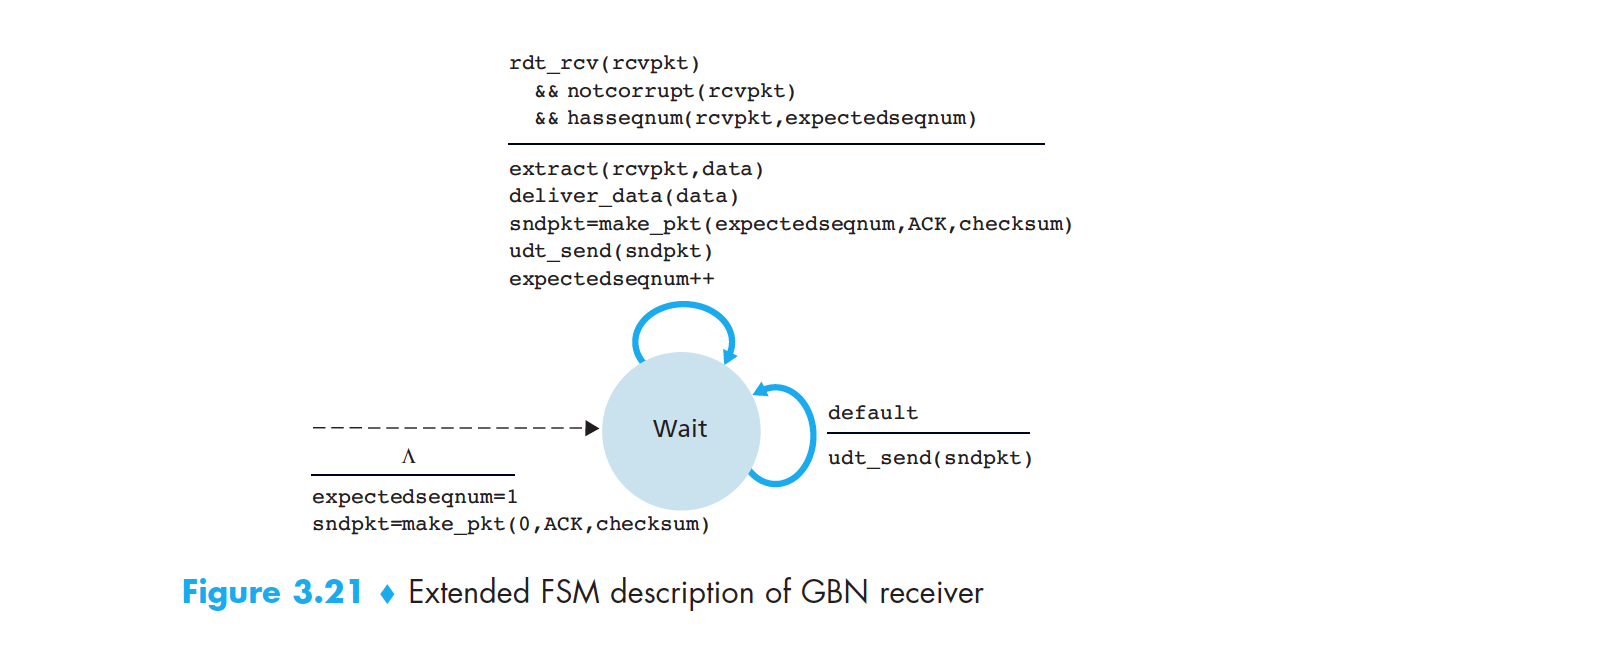 rdt_rcv(rcvpkt)
&& notcorrupt(rcvpkt)
&& hasseqnum(rcvpkt,expectedseqnum)
extract(rcvpkt,data)
deliver_data(data)
sndpkt=make_pkt(expectedseqnum,ACK,checksum)
udt_send(sndpkt)
expectedseqnum++
Wait
default
udt_send(sndpkt)
Λ
expectedseqnum=1
sndpkt=make_pkt(0,ACK,checksum)
Figure 3.21 ♦ Extended FSM description of GBN receiver